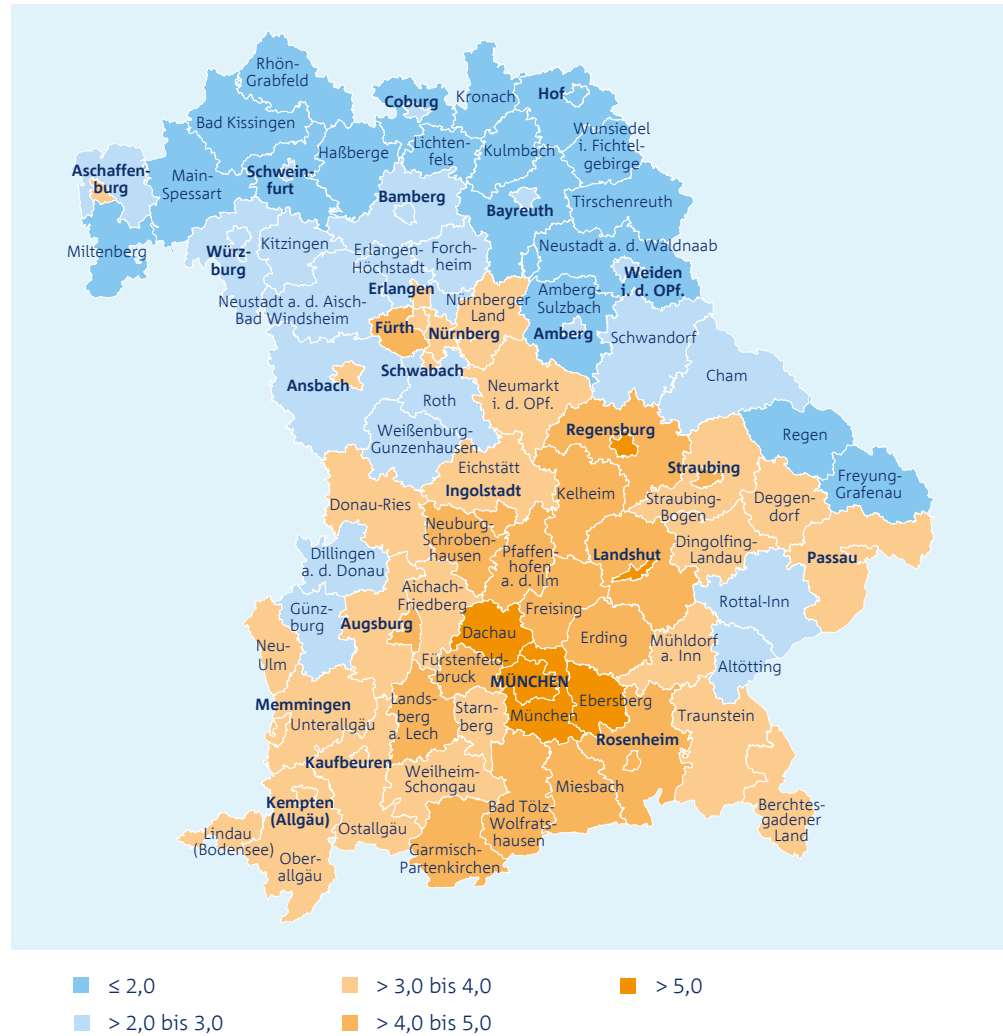 Rhön-
Grabfeld
Coburg
Kronach
Hof
Bad Kissingen
Haßberge
Lichten-
fels
Kulmbach
Wunsiedel
i. Fichtel-
gebirge
Aschaffen-
burg
Main-
Spessart
Schwein-
furt
Bamberg
Bayreuth
Tirschenreuth
Miltenberg
Würz-
burg
Kitzingen
Erlangen-
Höchstadt
Forch-
heim
Neustadt a. d. Waldnaab
Weiden
i. d. OPf.
Erlangen
Neustadt a. d. Aisch-
Bad Windsheim
Nürnberger
Land
Amberg-
Sulzbach
Fürth
Nürnberg
Amberg
Schwandorf
Ansbach
Schwabach
Roth
Neumarkt
i. d. OPf.
Cham
Weißenburg-
Gunzenhausen
Regensburg
Regen
Eichstätt
Straubing
Freyung-
Grafenau
Ingolstadt
Kelheim
Straubing-
Bogen
Deggen-
dorf
Donau-Ries
Neuburg-
Schroben-
hausen
Pfaffen-
hofen
a. d. Ilm
Landshut
Dingolfing-
Landau
Passau
Dillingen
a. d. Donau
Aichach-
Friedberg
Freising
Rottal-Inn
Günz-
burg
Augsburg
Dachau
Erding
Mühldorf
a. Inn
Neu-
Ulm
Fürstenfeld-
bruck
MÜNCHEN
Altötting
Memmingen
Unterallgäu
Lands-
berg
a. Lech
Starn-
berg
München
Ebersberg
Traunstein
Rosenheim
Kaufbeuren
Weilheim-
Schongau
Miesbach
Kempten
(Allgäu)
Ostallgäu
Bad Tölz-
Wolfrats-
hausen
Berchtes-
gadener
Land
Lindau
(Bodensee)
Ober-
allgäu
Garmisch-
Partenkirchen
≤ 2,0
> 3,0 bis 4,0
> 5,0
> 2,0 bis 3,0
> 4,0 bis 5,0